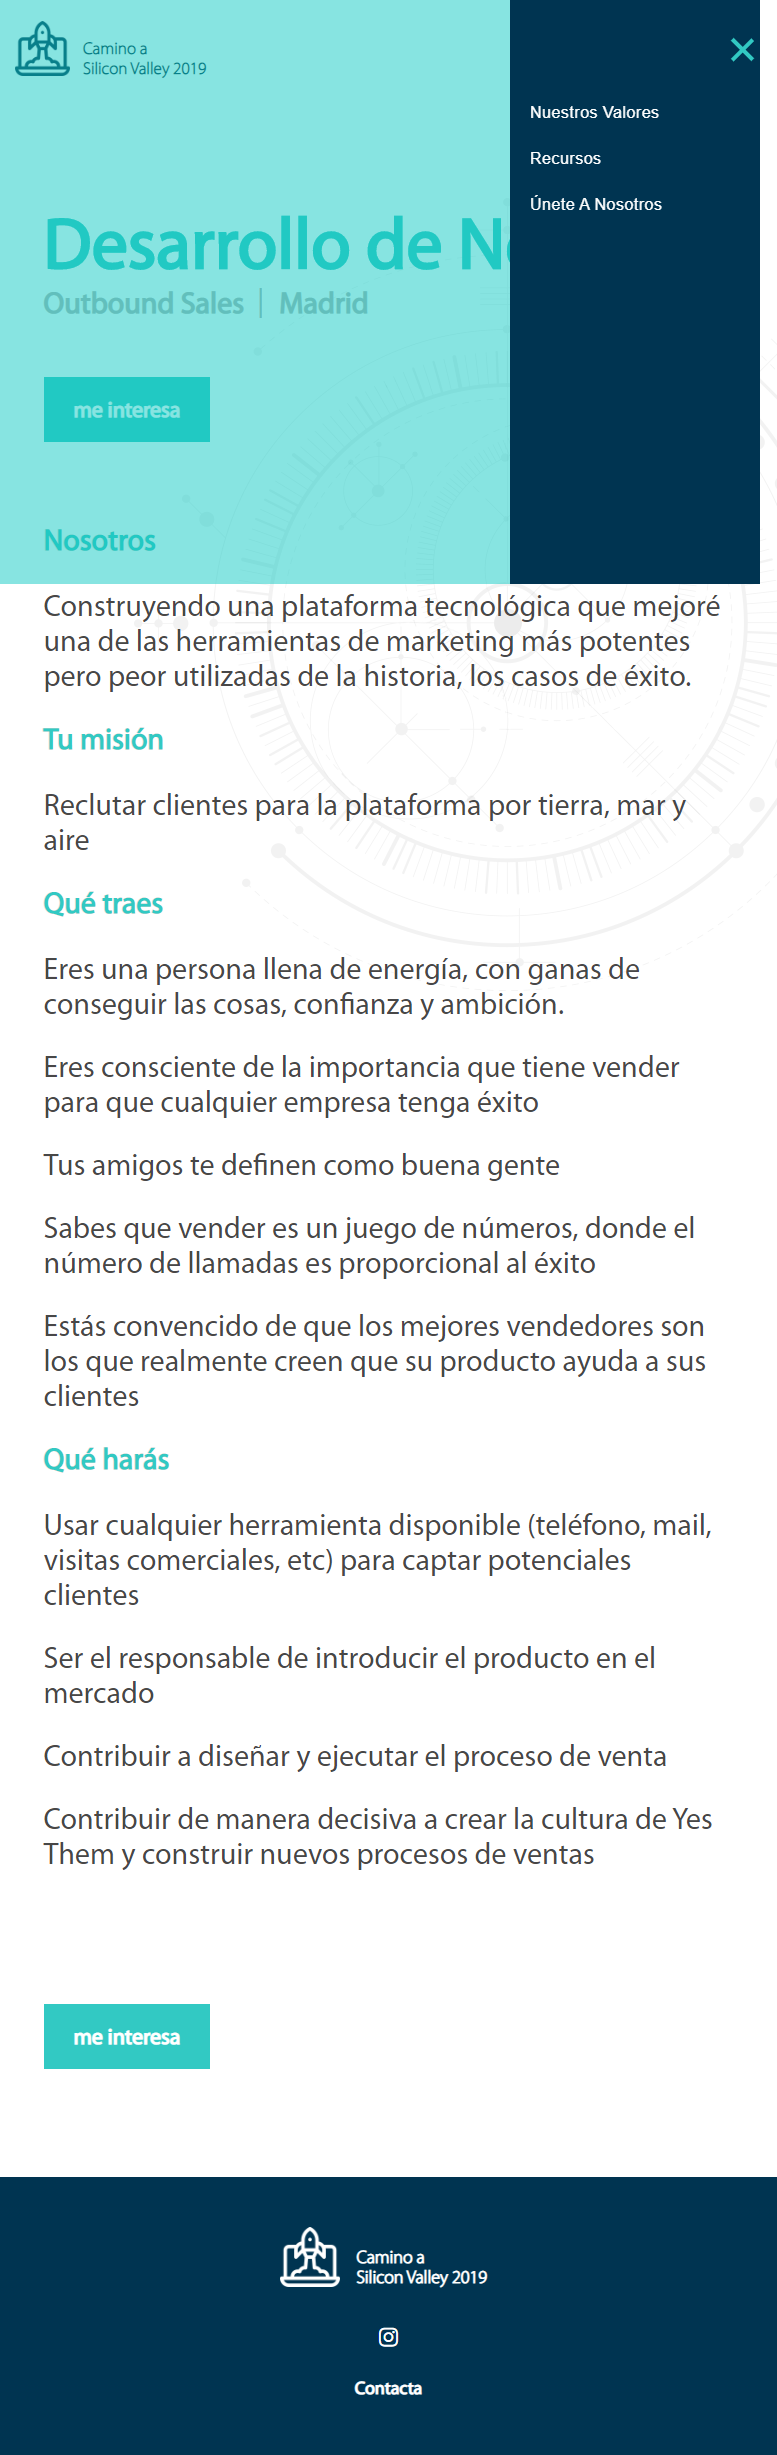 Camino a
Silicon Valley 2019
Nuestros Valores
Recursos
Únete A Nosotros
Desarrollo de
Outbound Sales | Madrid
me interesa
Nosotros
Construyendo una plataforma tecnológica que mejoré
una de las herramientas de marketing más potentes
pero peor utilizadas de la historia, los casos de éxito.
Tu misión
Reclutar clientes para la plataforma por tierra, mar y
aire
Qué traes
Eres una persona llena de energía, con ganas de
conseguir las cosas, confianza y ambición.
Eres consciente de la importancia que tiene vender
para que cualquier empresa tenga éxito
Tus amigos te definen como buena gente
Sabes que vender es un juego de números, donde el
número de llamadas es proporcional al éxito
Estás convencido de que los mejores vendedores son
los que realmente creen que su producto ayuda a sus
clientes
Qué harás
Usar cualquier herramienta disponible (teléfono, mail,
visitas comerciales, etc) para captar potenciales
clientes
Ser el responsable de introducir el producto en el
mercado
Contribuir a diseñar y ejecutar el proceso de venta
Contribuir de manera decisiva a crear la cultura de Yes
Them y construir nuevos procesos de ventas
me interesa
Camino a
Silicon Valley 2019
Contacta